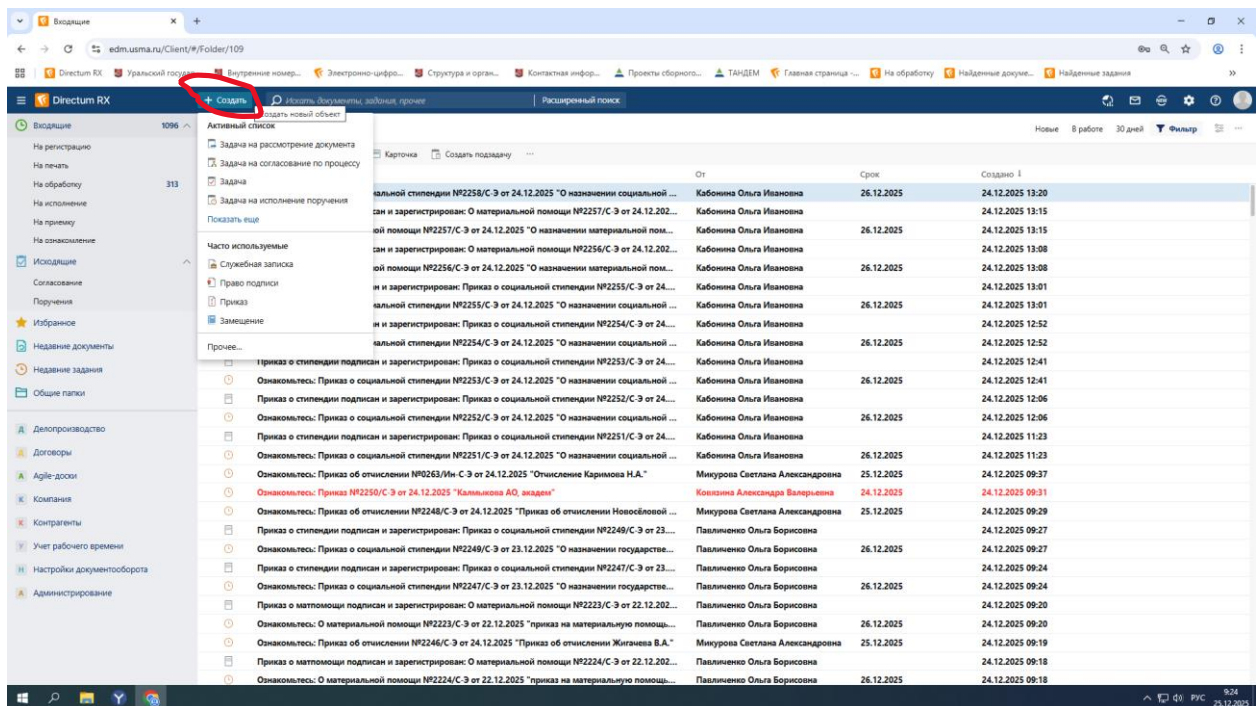 Входящие
edm.usma.ru/Client/#/Folder/109
Directum RX Уральский государ... Внутренние номер... Электронно-цифро... Структура и орган... Контактная инфор... Проекты сборного... ТАНДЕМ Главная страница -... На обработку Найденные докуме... Найденные задания
Directum RX
+ Создать
Искать документы, задания, прочее
Расширенный поиск
Создать новый объект
Входящие 1096
На регистрацию
На печать
На обработку 313
На исполнение
На приемку
На ознакомление
Исходящие
Согласование
Поручения
Избранное
Недавние документы
Недавние задания
Общие папки
Делопроизводство
Договоры
Agile-доски
Компания
Контрагенты
Учет рабочего времени
Настройки документооборота
Администрирование
Активный список
Задача на рассмотрение документа
Задача на согласование по процессу
Задача
Задача на исполнение поручения
Показать еще
Часто используемые
Служебная записка
Право подписи
Приказ
Замещение
Прочее...
Новые В работе 30 дней Фильтр
Карточка Создать подзадачу ...
От Срок Создано
альной стипендии №2258/С-Э от 24.12.2025 "О назначении социальной ... Кабонина Ольга Ивановна 26.12.2025 24.12.2025 13:20
сан и зарегистрирован: О материальной помощи №2257/С-Э от 24.12.202... Кабонина Ольга Ивановна 24.12.2025 13:15
ой помощи №2257/С-Э от 24.12.2025 "О назначении материальной пом... Кабонина Ольга Ивановна 26.12.2025 24.12.2025 13:15
сан и зарегистрирован: О материальной помощи №2256/С-Э от 24.12.202... Кабонина Ольга Ивановна 24.12.2025 13:08
ой помощи №2256/С-Э от 24.12.2025 "О назначении материальной пом... Кабонина Ольга Ивановна 26.12.2025 24.12.2025 13:08
н и зарегистрирован: Приказ о социальной стипендии №2255/С-Э от 24.... Кабонина Ольга Ивановна 24.12.2025 13:01
альной стипендии №2255/С-Э от 24.12.2025 "О назначении социальной ... Кабонина Ольга Ивановна 26.12.2025 24.12.2025 13:01
н и зарегистрирован: Приказ о социальной стипендии №2254/С-Э от 24.... Кабонина Ольга Ивановна 24.12.2025 12:52
альной стипендии №2254/С-Э от 24.12.2025 "О назначении социальной ... Кабонина Ольга Ивановна 26.12.2025 24.12.2025 12:52
Приказ о стипендии подписан и зарегистрирован: Приказ о социальной стипендии №2253/С-Э от 24.... Кабонина Ольга Ивановна 24.12.2025 12:41
Ознакомьтесь: Приказ о социальной стипендии №2253/С-Э от 24.12.2025 "О назначении социальной ... Кабонина Ольга Ивановна 26.12.2025 24.12.2025 12:41
Приказ о стипендии подписан и зарегистрирован: Приказ о социальной стипендии №2252/С-Э от 24.... Кабонина Ольга Ивановна 24.12.2025 12:06
Ознакомьтесь: Приказ о социальной стипендии №2252/С-Э от 24.12.2025 "О назначении социальной ... Кабонина Ольга Ивановна 26.12.2025 24.12.2025 12:06
Приказ о стипендии подписан и зарегистрирован: Приказ о социальной стипендии №2251/С-Э от 24.... Кабонина Ольга Ивановна 24.12.2025 11:23
Ознакомьтесь: Приказ о социальной стипендии №2251/С-Э от 24.12.2025 "О назначении социальной ... Кабонина Ольга Ивановна 26.12.2025 24.12.2025 11:23
Ознакомьтесь: Приказ об отчислении №0263/Ин-С-Э от 24.12.2025 "Отчисление Каримова Н.А." Микурова Светлана Александровна 25.12.2025 24.12.2025 09:37
Ознакомьтесь: Приказ №2250/С-Э от 24.12.2025 "Калмыкова АО, академ" Ковязина Александра Валерьевна 24.12.2025 24.12.2025 09:31
Ознакомьтесь: Приказ об отчислении №2248/С-Э от 24.12.2025 "Приказ об отчислении Новосёловой ... Микурова Светлана Александровна 25.12.2025 24.12.2025 09:29
Приказ о стипендии подписан и зарегистрирован: Приказ о социальной стипендии №2249/С-Э от 23.... Павличенко Ольга Борисовна 24.12.2025 09:27
Ознакомьтесь: Приказ о социальной стипендии №2249/С-Э от 23.12.2025 "О назначении государстве... Павличенко Ольга Борисовна 26.12.2025 24.12.2025 09:27
Приказ о стипендии подписан и зарегистрирован: Приказ о социальной стипендии №2247/С-Э от 23.... Павличенко Ольга Борисовна 24.12.2025 09:24
Ознакомьтесь: Приказ о социальной стипендии №2247/С-Э от 23.12.2025 "О назначении государстве... Павличенко Ольга Борисовна 26.12.2025 24.12.2025 09:24
Приказ о матпомощи подписан и зарегистрирован: О материальной помощи №2223/С-Э от 22.12.202... Павличенко Ольга Борисовна 24.12.2025 09:20
Ознакомьтесь: О материальной помощи №2223/С-Э от 22.12.2025 "приказ на материальную помощь... Павличенко Ольга Борисовна 26.12.2025 24.12.2025 09:20
Ознакомьтесь: Приказ об отчислении №2246/С-Э от 24.12.2025 "Приказ об отчислении Жигачева В.А." Микурова Светлана Александровна 25.12.2025 24.12.2025 09:19
Приказ о матпомощи подписан и зарегистрирован: О материальной помощи №2224/С-Э от 22.12.202... Павличенко Ольга Борисовна 24.12.2025 09:18
Ознакомьтесь: О материальной помощи №2224/С-Э от 22.12.2025 "приказ на материальную помощь... Павличенко Ольга Борисовна 26.12.2025 24.12.2025 09:18
РУС 9:24
25.12.2025